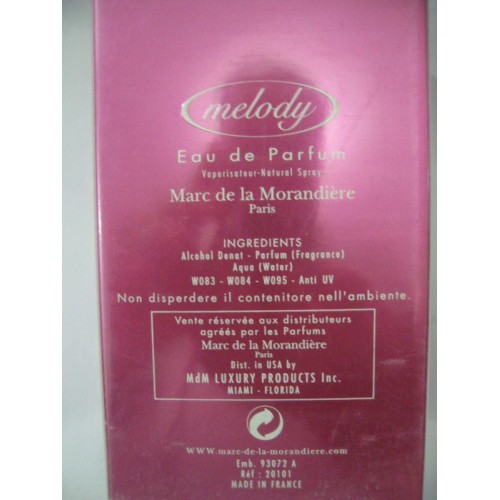 melody
Eau de Parfum
Vaporisateur-Natural Spray
Marc de la Morandière
Paris
INGREDIENTS
Alcohol Denat - Parfum (Fragrance)
Aqua (Water)
W083 - W084 - W095 - Anti UV
Non disperdere il contenitore nell'ambiente.
Vente réservée aux distributeurs
agréés par les Parfums
Marc de la Morandière
Paris
Dist. in USA by
MdM LUXURY PRODUCTS Inc.
MIAMI - FLORIDA
www.marc-de-la-morandiere.com
Emb. 93072 A
Réf : 20101
MADE IN FRANCE